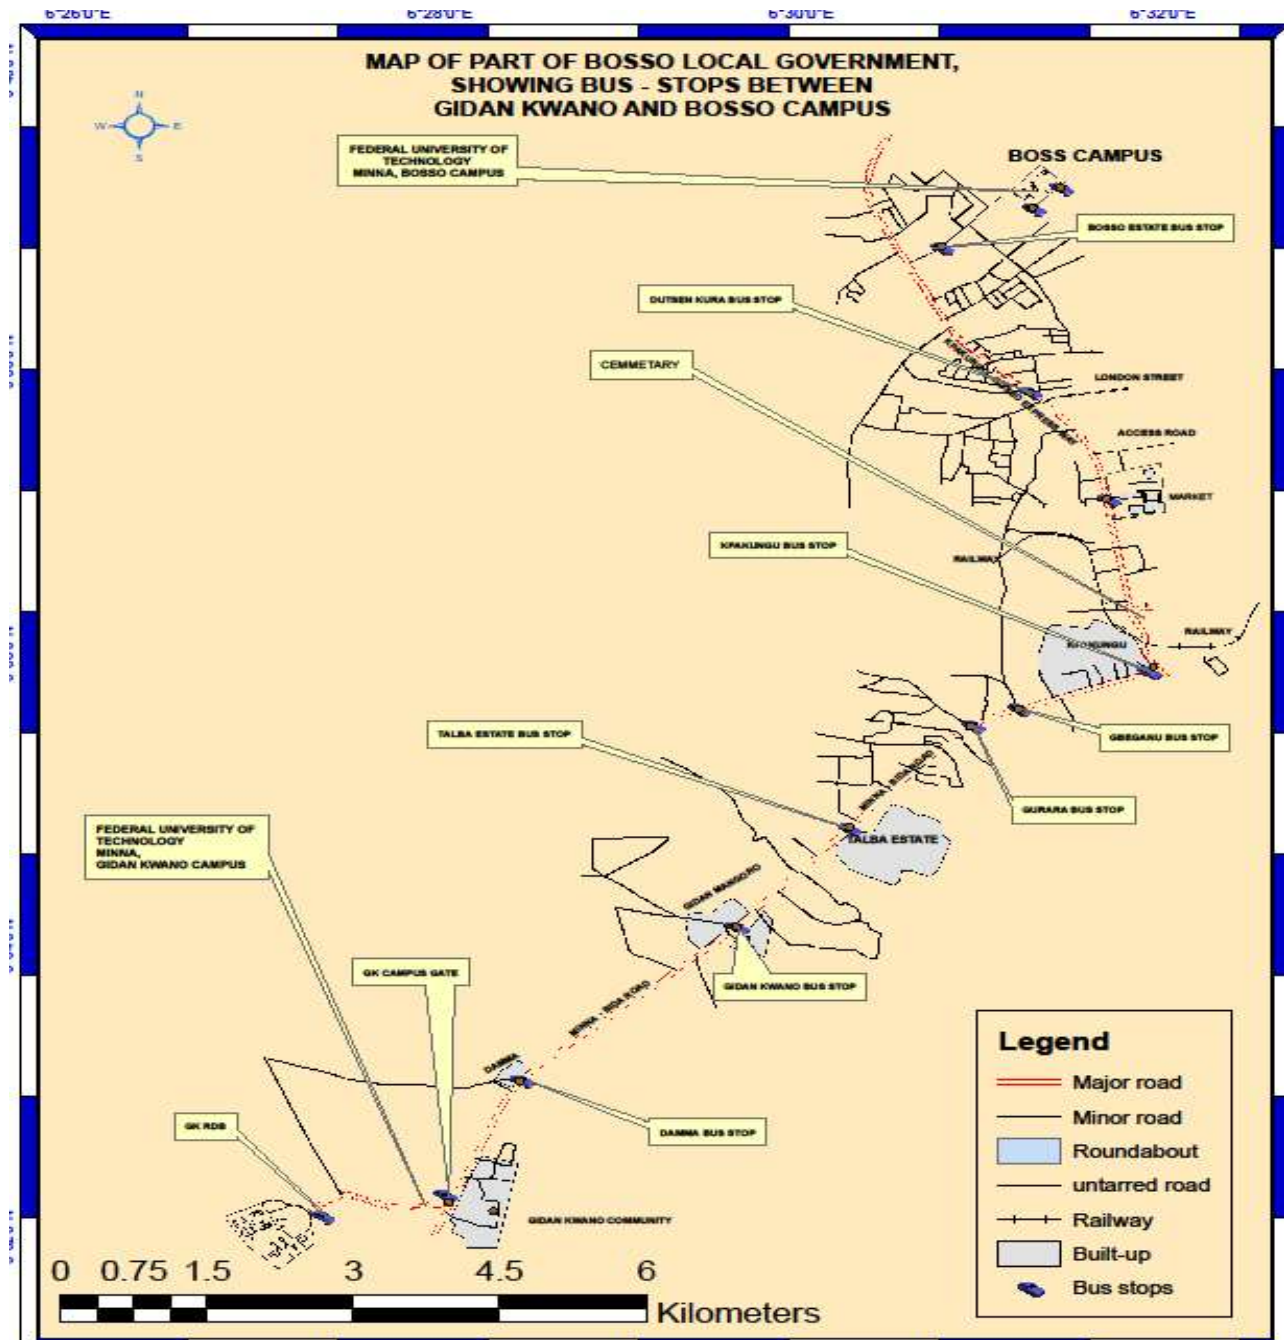 6°26'0"E
6°28'0"E
6°30'0"E
6°32'0"E
MAP OF PART OF BOSSO LOCAL GOVERNMENT,
SHOWING BUS - STOPS BETWEEN
GIDAN KWANO AND BOSSO CAMPUS
N
W
E
S
FEDERAL UNIVERSITY OF
TECHNOLOGY
MINNA, BOSSO CAMPUS
BOSS CAMPUS
BOSSO ESTATE BUS STOP
DUTSEN KURA BUS STOP
CEMMETARY
LONDON STREET
ACCESS ROAD
MARKET
KPAKUNGU BUS STOP
RAILWAY
RAILWAY
TALBA ESTATE BUS STOP
GBEGANU BUS STOP
MINNA - BIDA ROAD
GURARA BUS STOP
FEDERAL UNIVERSITY OF
TECHNOLOGY
MINNA,
GIDAN KWANO CAMPUS
TALBA ESTATE
GIDAN MANGORO
GK CAMPUS GATE
GIDAN KWANO BUS STOP
MINNA - BIDA ROAD
DAMMA
GK RDB
DAMMA BUS STOP
GIDAN KWANO COMMUNITY
Legend
Major road
Minor road
Roundabout
untarred road
Railway
Built-up
Bus stops
0 0.75 1.5 3 4.5 6
Kilometers